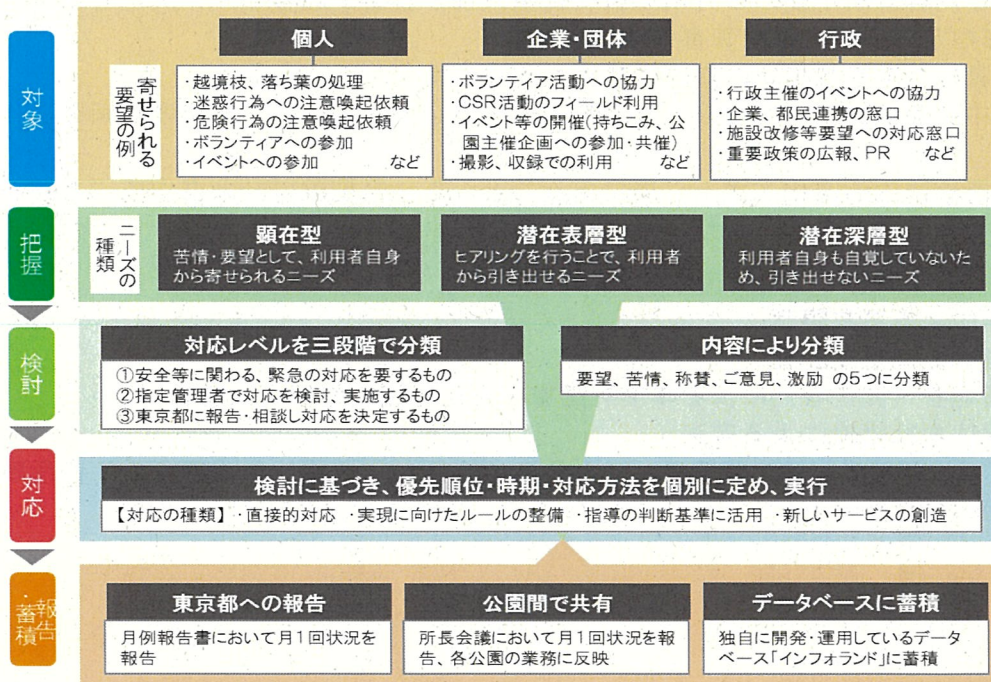 対象
寄せられる
要望の例
個人
・越境枝、落ち葉の処理
・迷惑行為への注意喚起依頼
・危険行為の注意喚起依頼
・ボランティアへの参加
・イベントへの参加 など
企業・団体
・ボランティア活動への協力
・CSR活動のフィールド利用
・イベント等の開催(持ちこみ、公
園主催企画への参加・共催)
・撮影、収録での利用 など
行政
・行政主催のイベントへの協力
・企業、都民連携の窓口
・施設改修等要望への対応窓口
・重要政策の広報、PR など
把握
ニーズの
種類
顕在型
苦情・要望として、利用者自身
から寄せられるニーズ
潜在表層型
ヒアリングを行うことで、利用者
から引き出せるニーズ
潜在深層型
利用者自身も自覚していないた
め、引き出せないニーズ
検討
対応レベルを三段階で分類
①安全等に関わる、緊急の対応を要するもの
②指定管理者で対応を検討、実施するもの
③東京都に報告・相談し対応を決定するもの
内容により分類
要望、苦情、称賛、ご意見、激励 の5つに分類
対応
検討に基づき、優先順位・時期・対応方法を個別に定め、実行
【対応の種類】 ・直接的対応 ・実現に向けたルールの整備 ・指導の判断基準に活用 ・新しいサービスの創造
報告
・蓄積
東京都への報告
月例報告書において月1回状況を
報告
公園間で共有
所長会議において月1回状況を報
告、各公園の業務に反映
データベースに蓄積
独自に開発・運用しているデータ
ベース「インフォランド」に蓄積